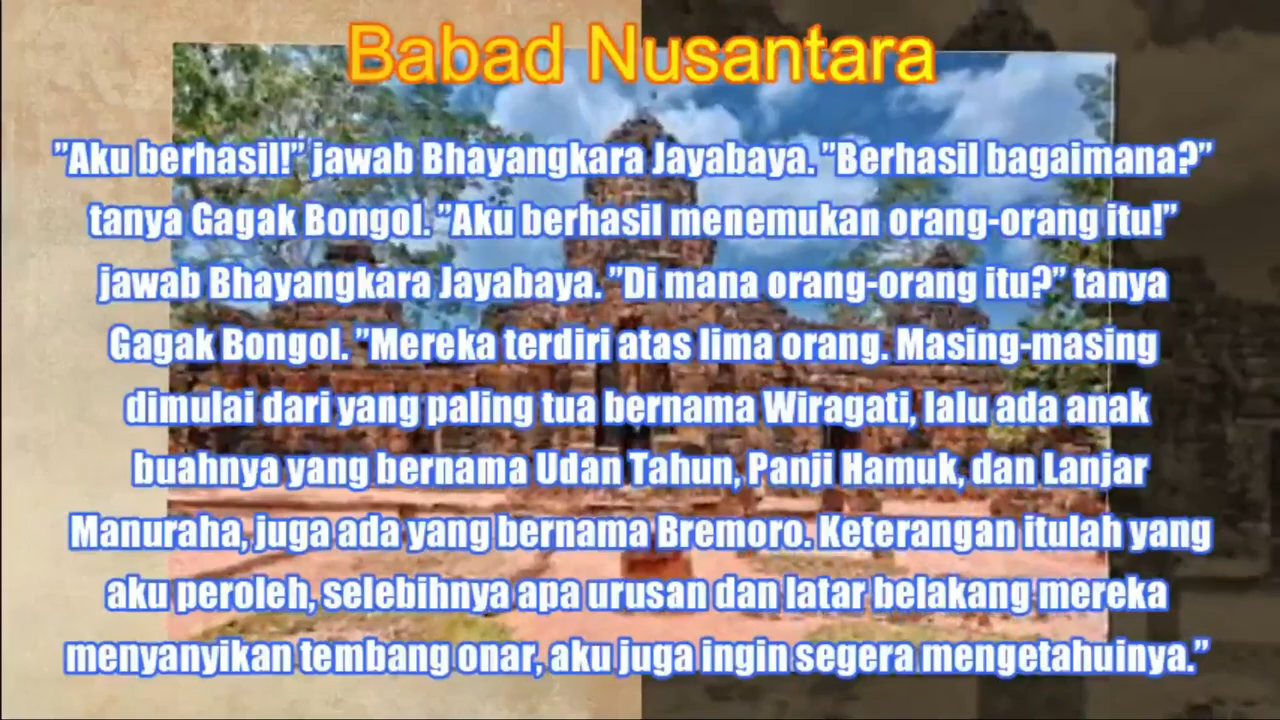 Babad Nusantara
”Aku berhasil!” jawab Bhayangkara Jayabaya. ”Berhasil bagaimana?”
tanya Gagak Bongol. ”Aku berhasil menemukan orang-orang itu!”
jawab Bhayangkara Jayabaya. ”Di mana orang-orang itu?” tanya
Gagak Bongol. ”Mereka terdiri atas lima orang. Masing-masing
dimulai dari yang paling tua bernama Wiragati, lalu ada anak
buahnya yang bernama Udan Tahun, Panji Hamuk, dan Lanjar
Manuraha, juga ada yang bernama Bremoro. Keterangan itulah yang
aku peroleh, selebihnya apa urusan dan latar belakang mereka
menyanyikan tembang onar, aku juga ingin segera mengetahuinya.”